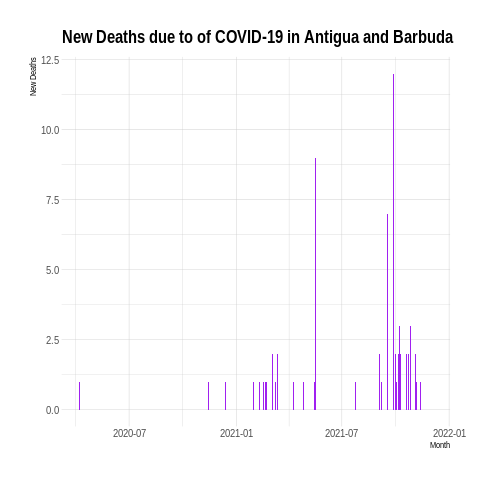 New Deaths due to of COVID-19 in Antigua and Barbuda
New Deaths
12.5
10.0
7.5
5.0
2.5
0.0
2020-07 2021-01 2021-07 2022-01
Month